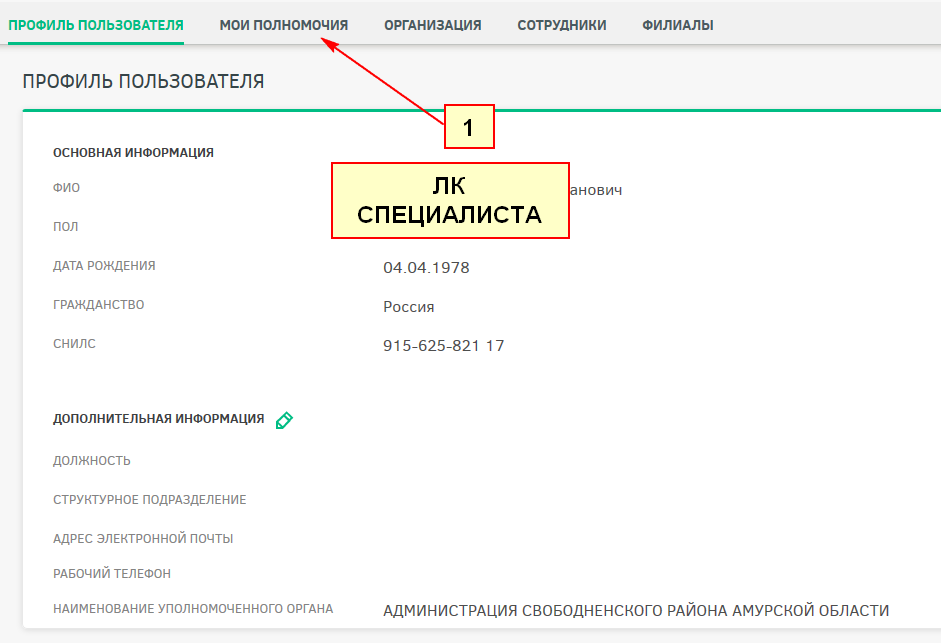 ПРОФИЛЬ ПОЛЬЗОВАТЕЛЯ МОИ ПОЛНОМОЧИЯ ОРГАНИЗАЦИЯ СОТРУДНИКИ ФИЛИАЛЫ
ПРОФИЛЬ ПОЛЬЗОВАТЕЛЯ
1
ОСНОВНАЯ ИНФОРМАЦИЯ
ЛК
СПЕЦИАЛИСТА
ФИО анович
ПОЛ
ДАТА РОЖДЕНИЯ 04.04.1978
ГРАЖДАНСТВО Россия
СНИЛС 915-625-821 17
ДОПОЛНИТЕЛЬНАЯ ИНФОРМАЦИЯ
ДОЛЖНОСТЬ
СТРУКТУРНОЕ ПОДРАЗДЕЛЕНИЕ
АДРЕС ЭЛЕКТРОННОЙ ПОЧТЫ
РАБОЧИЙ ТЕЛЕФОН
НАИМЕНОВАНИЕ УПОЛНОМОЧЕННОГО ОРГАНА АДМИНИСТРАЦИЯ СВОБОДНЕНСКОГО РАЙОНА АМУРСКОЙ ОБЛАСТИ